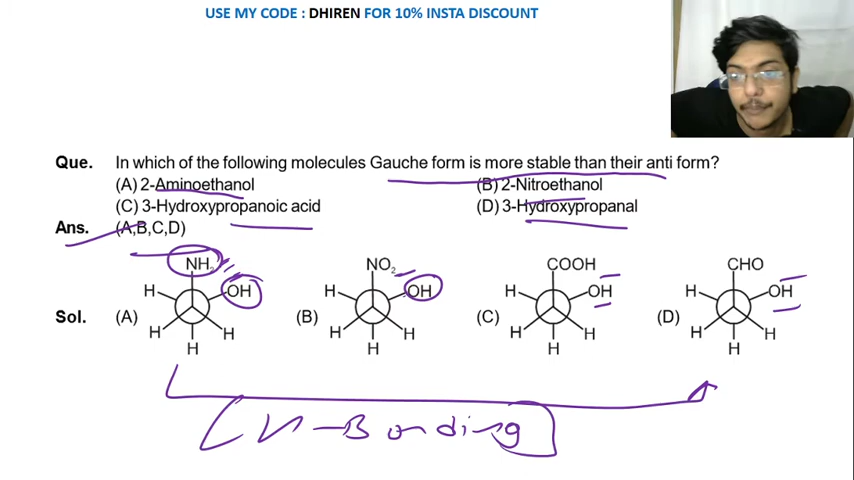 USE MY CODE : DHIREN FOR 10% INSTA DISCOUNT
Que. In which of the following molecules Gauche form is more stable than their anti form?
(A) 2-Aminoethanol (B) 2-Nitroethanol
(C) 3-Hydroxypropanoic acid (D) 3-Hydroxypropanal
Ans. (A,B,C,D)
NH₂ NO₂ COOH CHO
H OH H OH H OH H OH
Sol. (A) (B) (C) (D)
H H H H H H H H
H H H H
H-Bonding